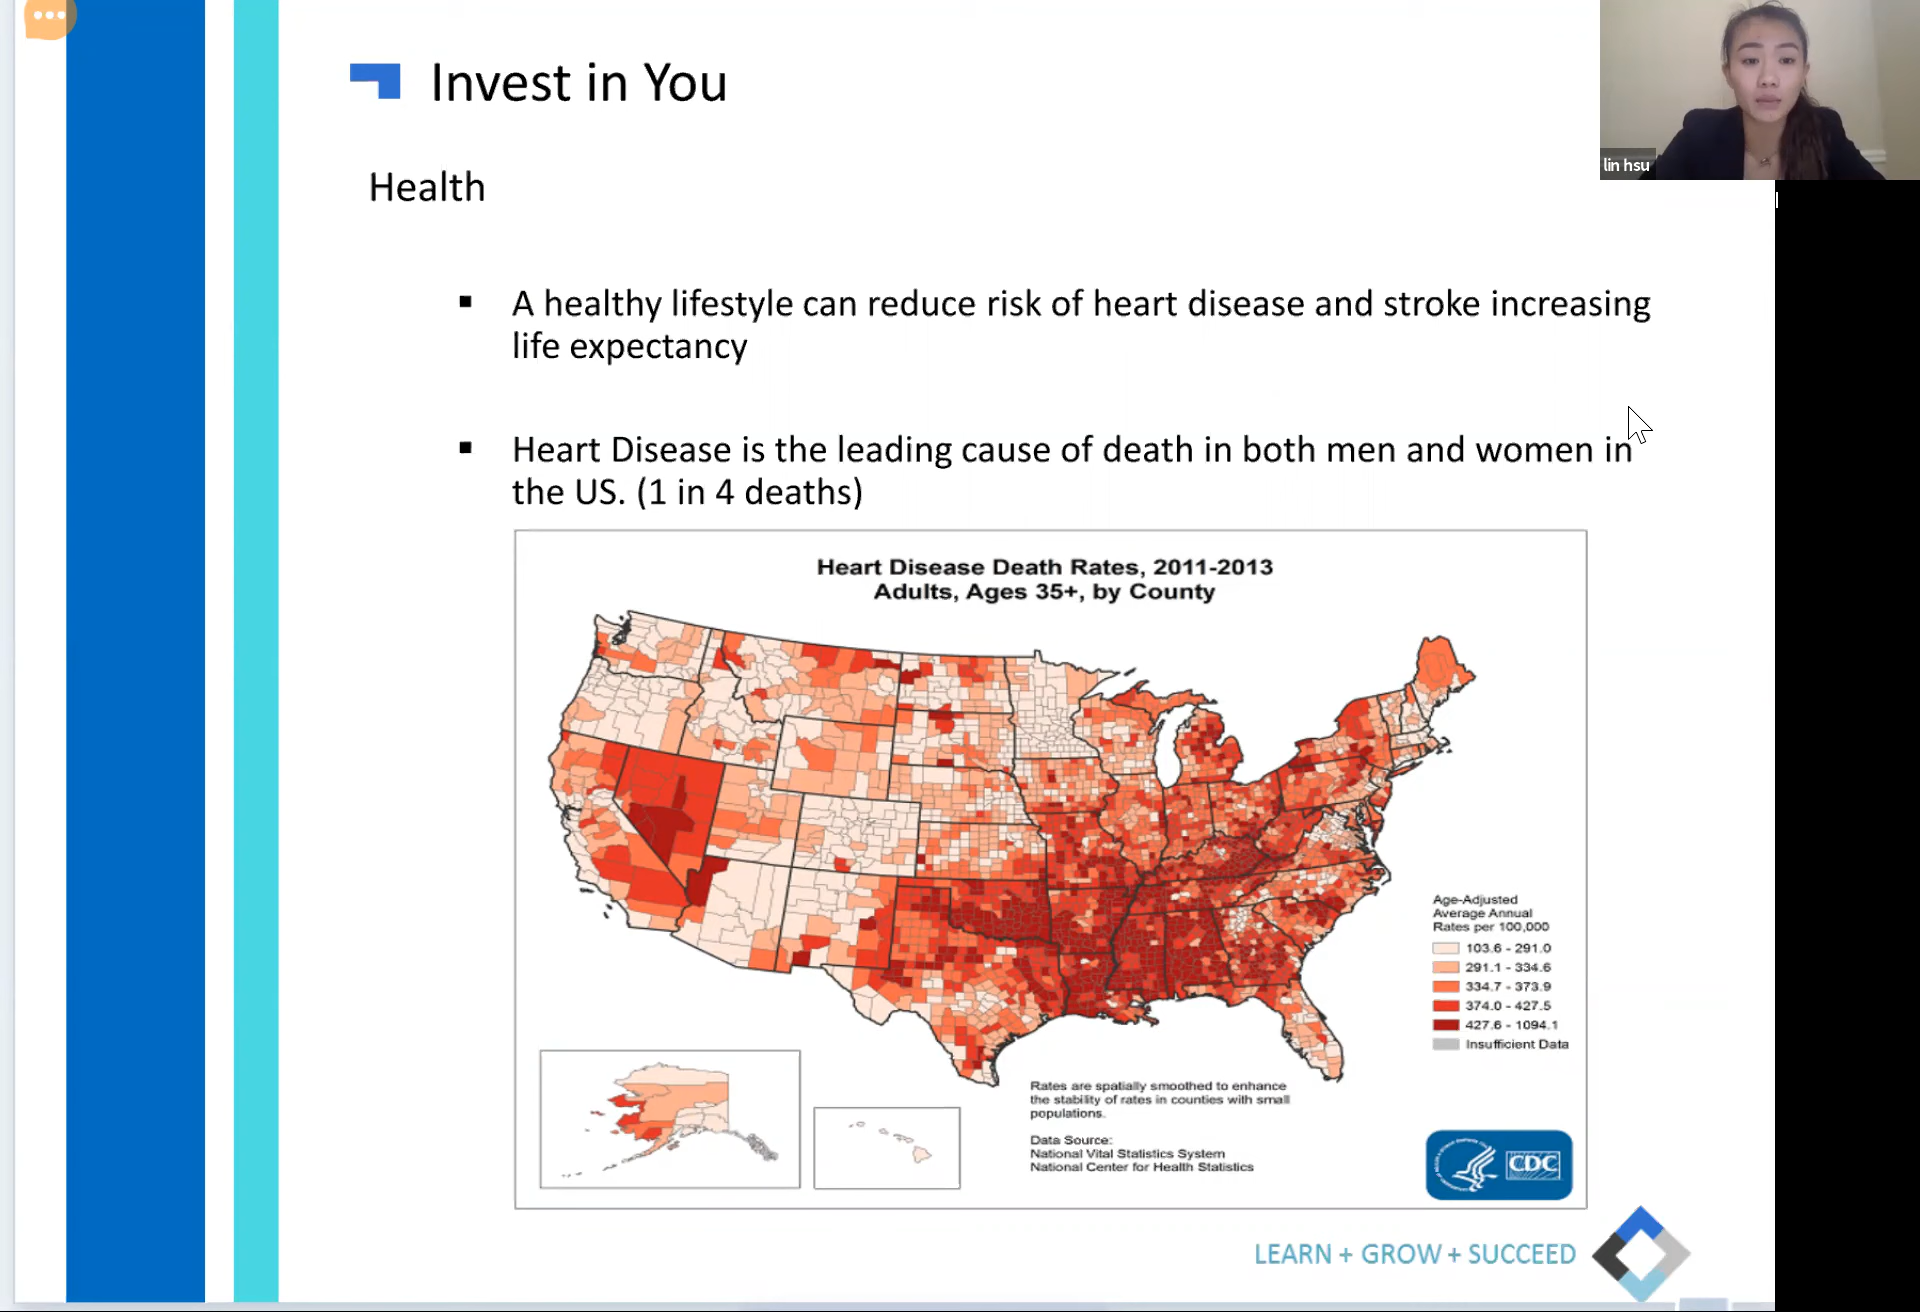 Invest in You
lin hsu
Health
A healthy lifestyle can reduce risk of heart disease and stroke increasing
life expectancy
Heart Disease is the leading cause of death in both men and women in
the US. (1 in 4 deaths)
Heart Disease Death Rates, 2011-2013
Adults, Ages 35+, by County
Age-Adjusted
Average Annual
Rates per 100,000
103.6 - 291.0
291.1 - 334.6
334.7 - 373.9
374.0 - 427.5
427.6 - 1094.1
Insufficient Data
Rates are spatially smoothed to enhance
the stability of rates in counties with small
populations.
Data Source:
National Vital Statistics System
National Center for Health Statistics
CDC
LEARN + GROW + SUCCEED